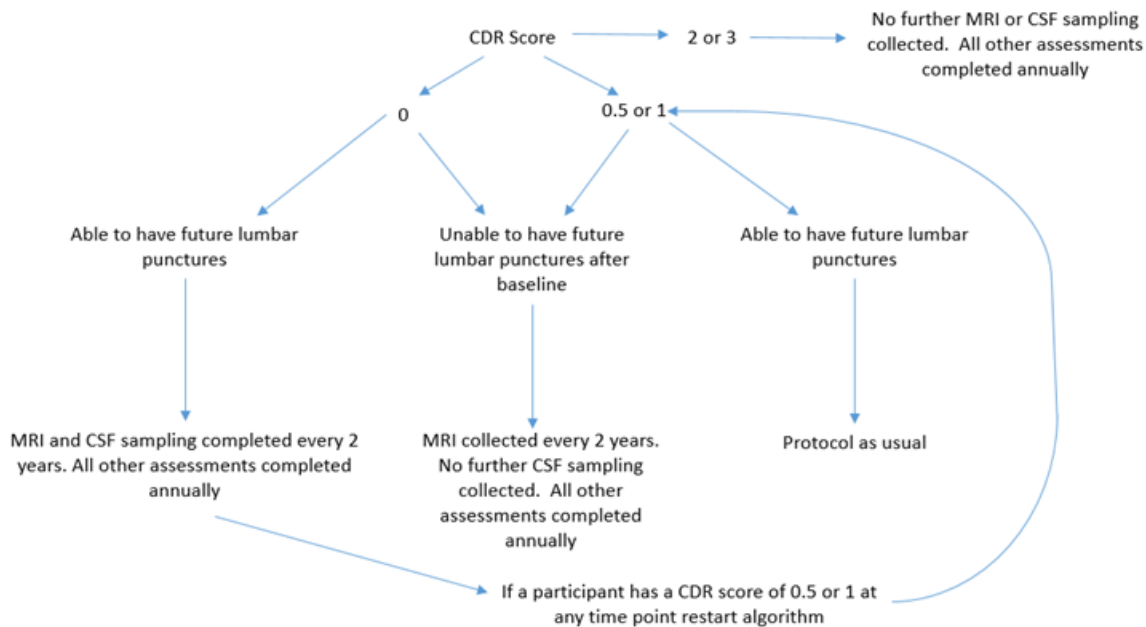 CDR Score
2 or 3
No further MRI or CSF sampling
collected.  All other assessments
completed annually
0
0.5 or 1
Able to have future lumbar
punctures
Unable to have future
lumbar punctures after
baseline
Able to have future lumbar
punctures
MRI and CSF sampling completed every 2
years. All other assessments completed
annually
MRI collected every 2 years.
No further CSF sampling
collected.  All other
assessments completed
annually
Protocol as usual
If a participant has a CDR score of 0.5 or 1 at
any time point restart algorithm